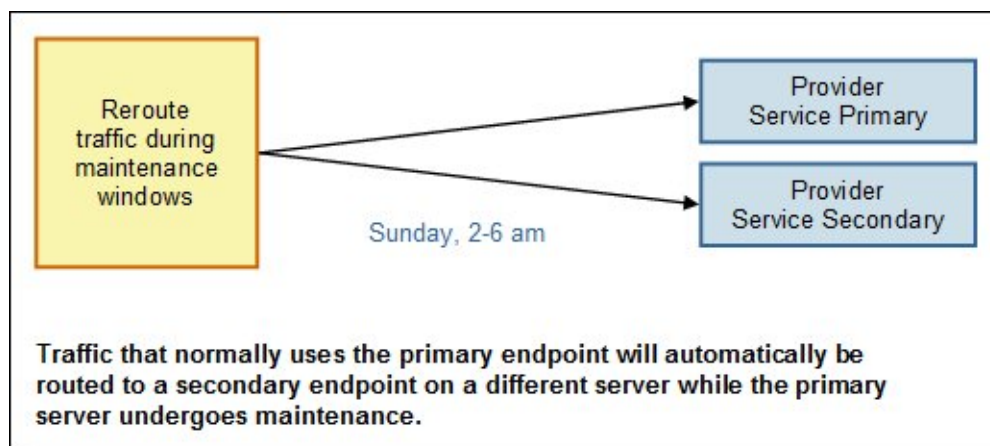 Reroute
traffic during
maintenance
windows
Provider
Service Primary
Provider
Service Secondary
Sunday, 2-6 am
Traffic that normally uses the primary endpoint will automatically be
routed to a secondary endpoint on a different server while the primary
server undergoes maintenance.